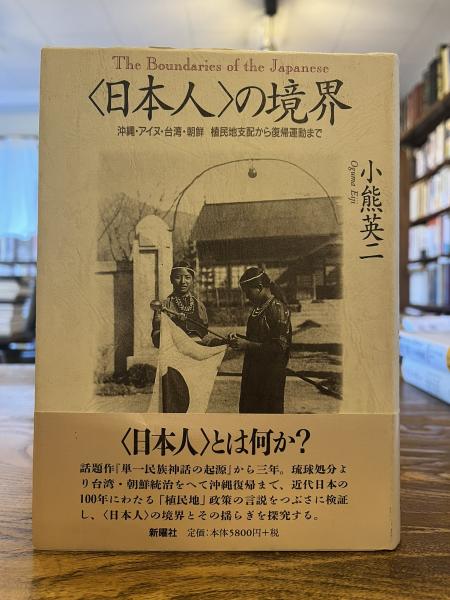 The Boundaries of the Japanese
〈日本人〉の境界
沖縄・アイヌ・台湾・朝鮮 植民地支配から復帰運動まで
小熊英二
Oguma Eiji
〈日本人〉とは何か?
話題作『単一民族神話の起源』から三年。琉球処分よ
り台湾・朝鮮統治をへて沖縄復帰まで、近代日本の
100年にわたる「植民地」政策の言説をつぶさに検証
し、〈日本人〉の境界とその揺らぎを探究する。
新曜社 定価:本体5800円+税